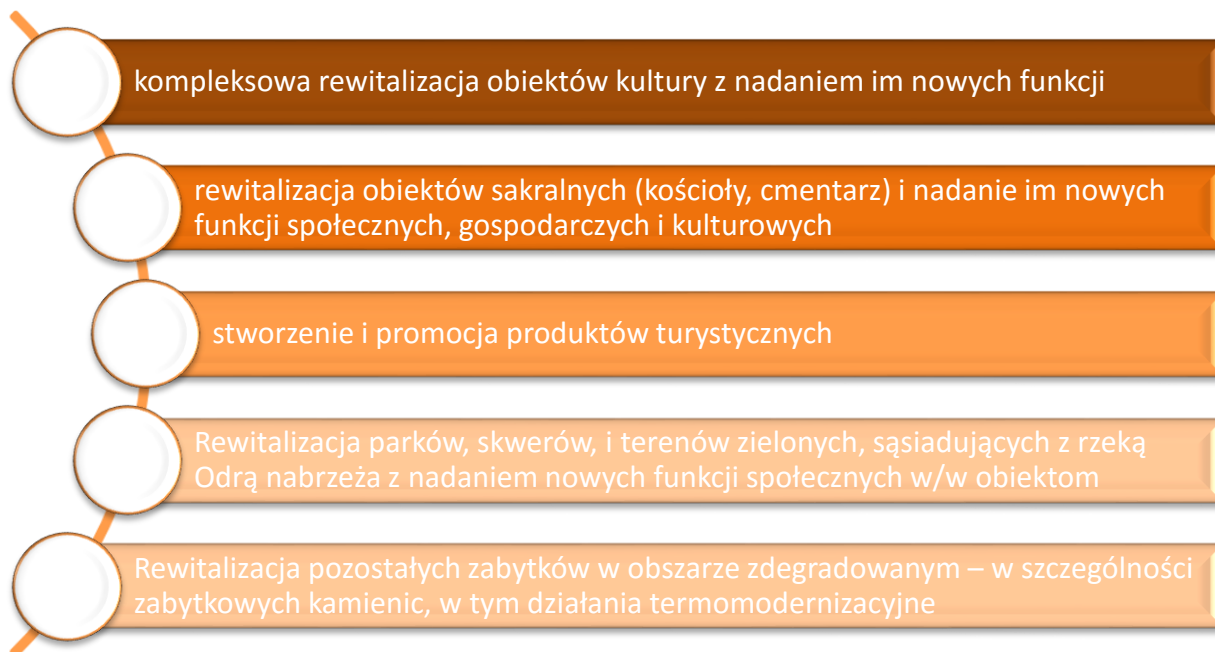 kompleksowa rewitalizacja obiektów kultury z nadaniem im nowych funkcji
rewitalizacja obiektów sakralnych (kościoły, cmentarz) i nadanie im nowych
funkcji społecznych, gospodarczych i kulturowych
stworzenie i promocja produktów turystycznych
Rewitalizacja parków, skwerów, i terenów zielonych, sąsiadujących z rzeką
Odrą nabrzeża z nadaniem nowych funkcji społecznych w/w obiektom
Rewitalizacja pozostałych zabytków w obszarze zdegradowanym – w szczególności
zabytkowych kamienic, w tym działania termomodernizacyjne